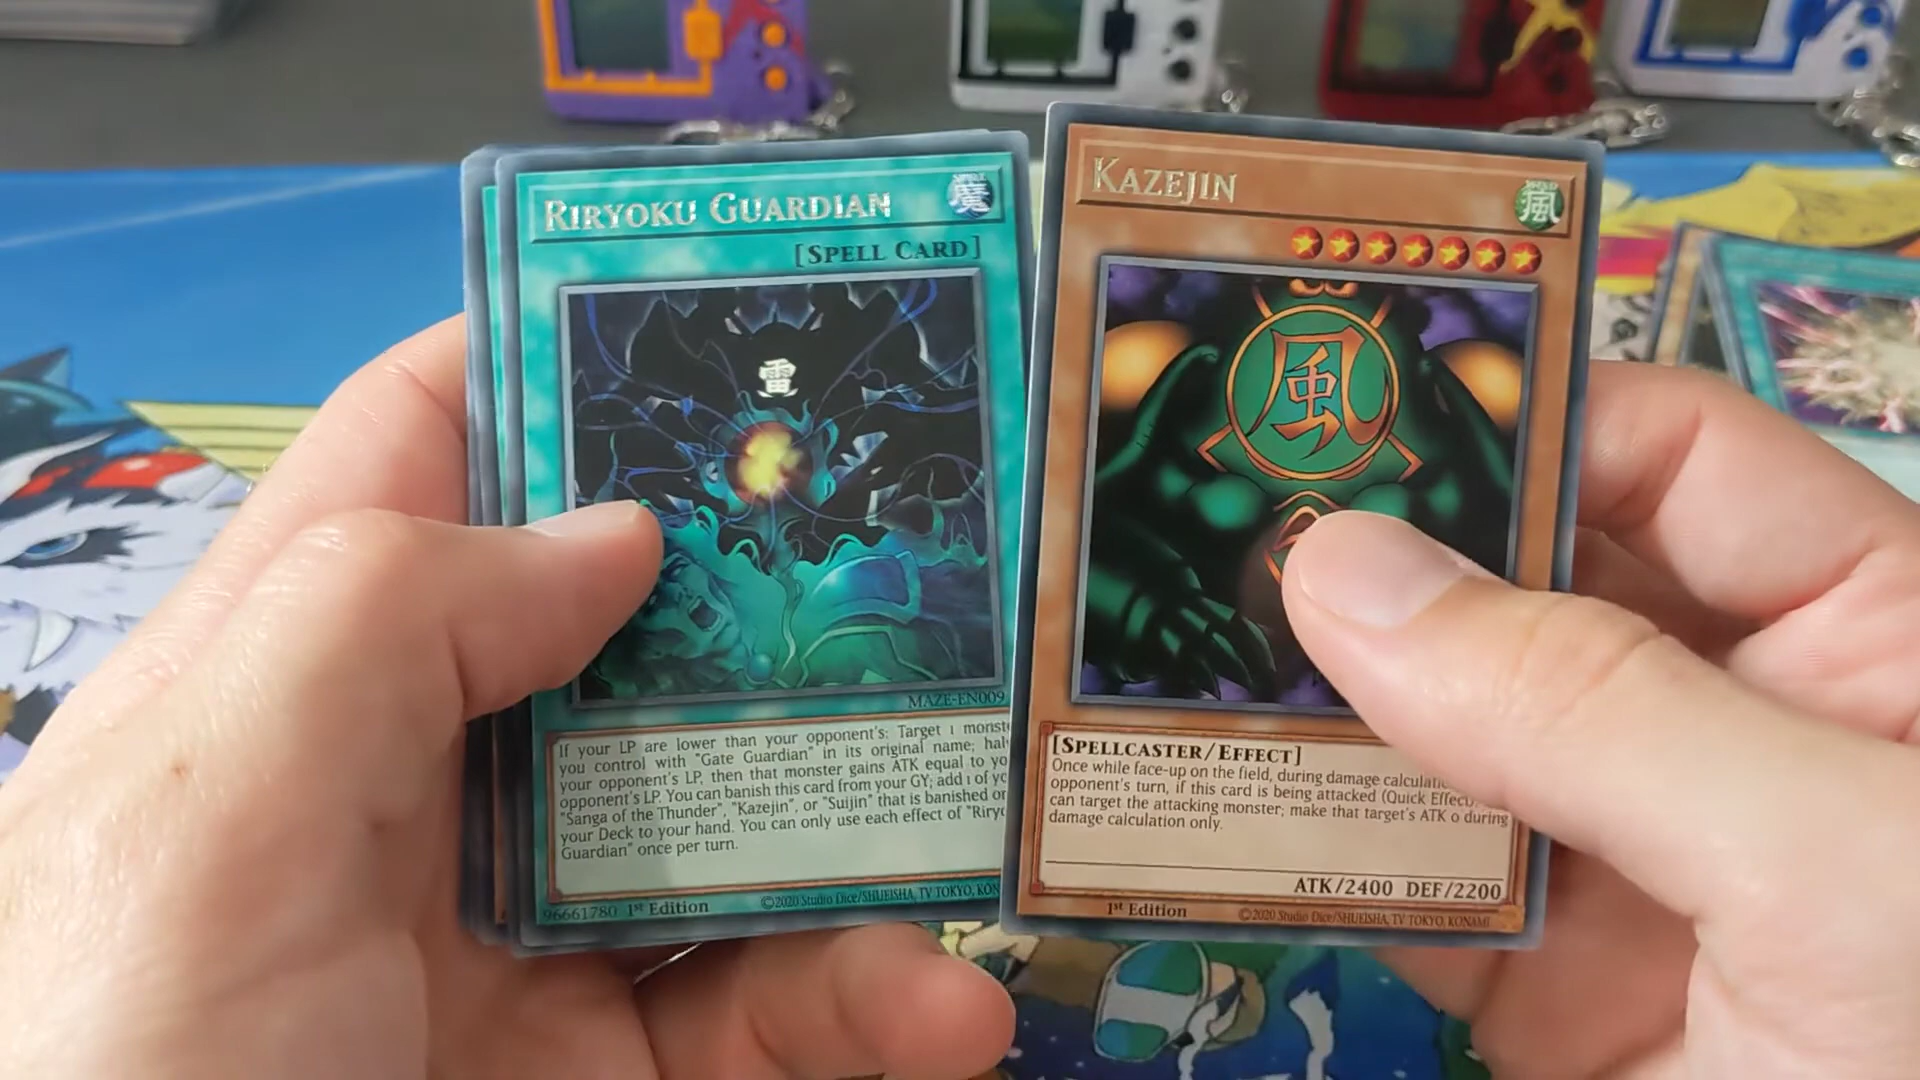 RIRYOKU GUARDIAN
魔
[SPELL CARD]
雷
MAZE-EN009
If your LP are lower than your opponent's: Target 1
you control with "Gate Guardian" in its original name;
your opponent's LP, then that monster gains ATK equal to
opponent's LP. You can banish this card from your GY; add 1 of
"Sanga of the Thunder", "Kazejin", or "Suijin" that is banished or
your Deck to your hand. You can only use each effect of
Guardian" once per turn.
96661780 1st Edition ©2020 Studio Dice/SHUEISHA, TV TOKYO,
KAZEJIN
WIND
風
風
[SPELLCASTER/EFFECT]
Once while face-up on the field, during damage
opponent's turn, if this card is being attacked (Quick Effect):
can target the attacking monster; make that target's ATK 0 during
damage calculation only.
ATK/2400 DEF/2200
1st Edition ©2020 Studio Dice/SHUEISHA, TV TOKYO, KONAMI